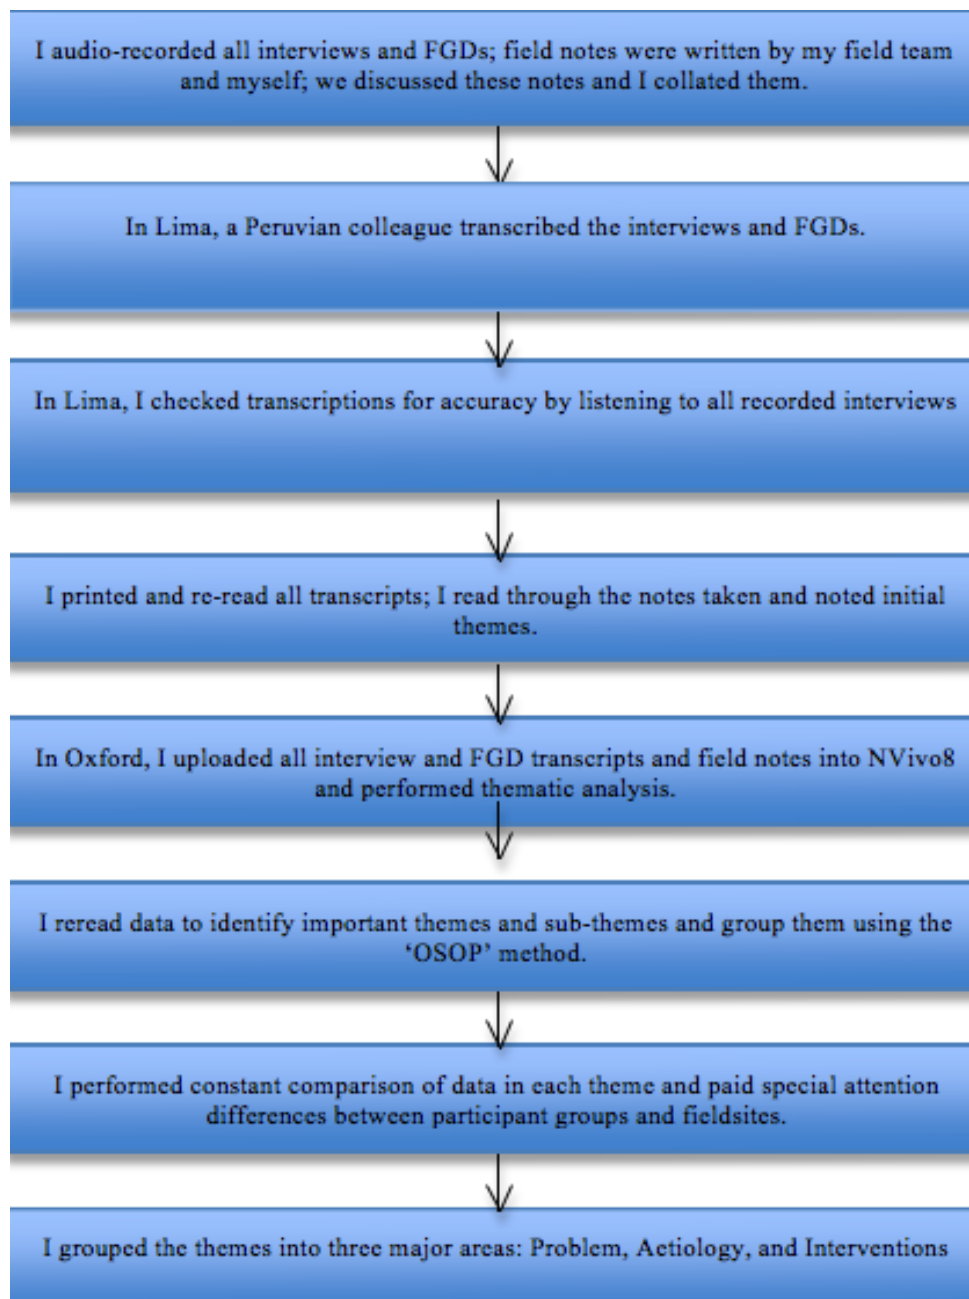 I audio-recorded all interviews and FGDs; field notes were written by my field team
and myself; we discussed these notes and I collated them.
In Lima, a Peruvian colleague transcribed the interviews and FGDs.
In Lima, I checked transcriptions for accuracy by listening to all recorded interviews
I printed and re-read all transcripts; I read through the notes taken and noted initial
themes.
In Oxford, I uploaded all interview and FGD transcripts and field notes into NVivo8
and performed thematic analysis.
I reread data to identify important themes and sub-themes and group them using the
‘OSOP’ method.
I performed constant comparison of data in each theme and paid special attention
differences between participant groups and fieldsites.
I grouped the themes into three major areas: Problem, Aetiology, and Interventions